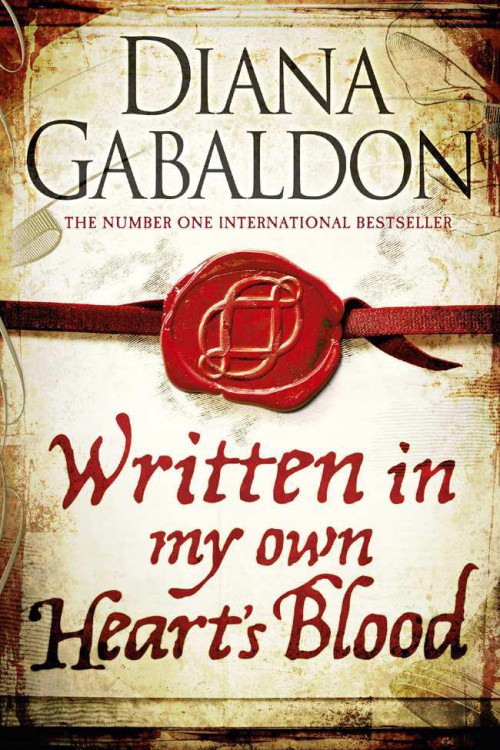 DIANA
GABALDON
THE NUMBER ONE INTERNATIONAL BESTSELLER
Written in
my own
Heart's Blood